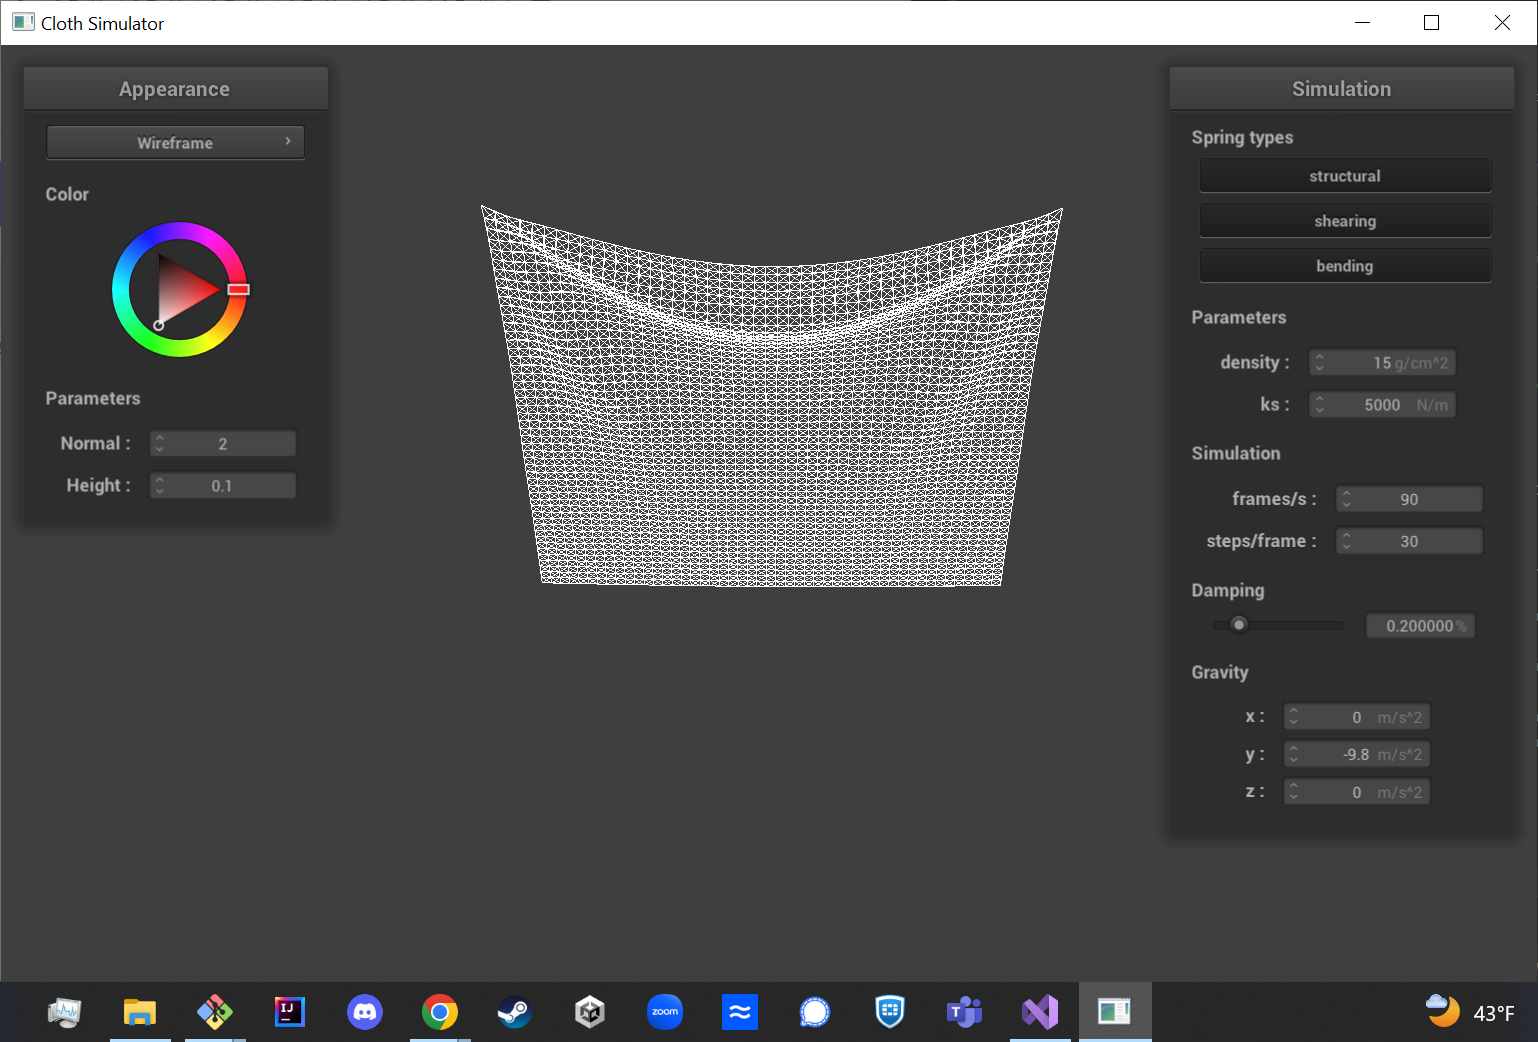 Cloth Simulator
Appearance
Wireframe
Color
Parameters
Normal : 2
Height : 0.1
Simulation
Spring types
structural
shearing
bending
Parameters
density : 15 g/cm^2
ks : 5000 N/m
Simulation
frames/s : 90
steps/frame : 30
Damping
0.200000 %
Gravity
x : 0 m/s^2
y : -9.8 m/s^2
z : 0 m/s^2
IJ
zoom
T
43°F